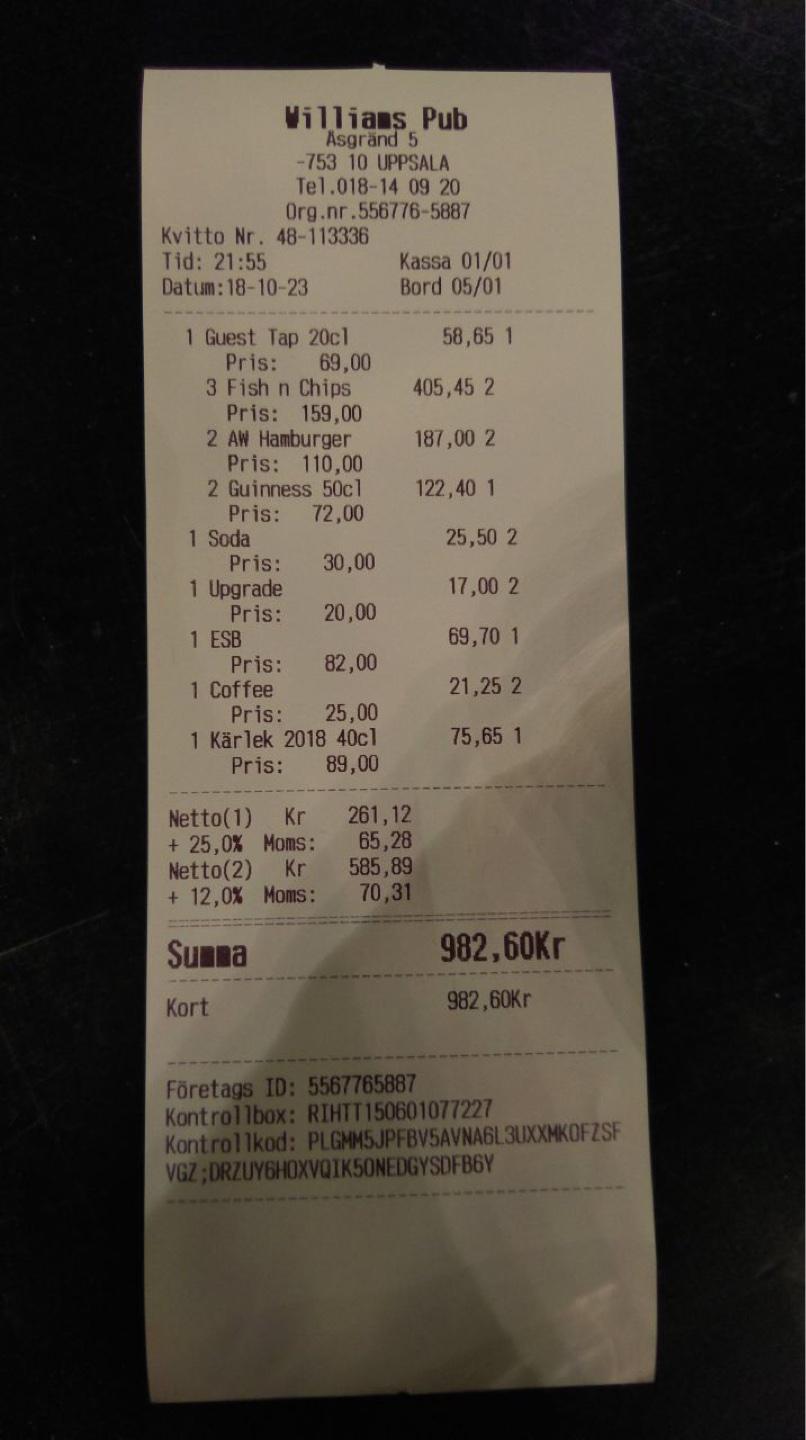 Williams Pub
Åsgränd 5
-753 10 UPPSALA
Tel.018-14 09 20
Org.nr.556776-5887
Kvitto Nr. 48-113336
Tid: 21:55 Kassa 01/01
Datum:18-10-23 Bord 05/01
1 Guest Tap 20cl 58,65 1
Pris: 69,00
3 Fish n Chips 405,45 2
Pris: 159,00
2 AW Hamburger 187,00 2
Pris: 110,00
2 Guinness 50cl 122,40 1
Pris: 72,00
1 Soda 25,50 2
Pris: 30,00
1 Upgrade 17,00 2
Pris: 20,00
1 ESB 69,70 1
Pris: 82,00
1 Coffee 21,25 2
Pris: 25,00
1 Kärlek 2018 40cl 75,65 1
Pris: 89,00
Netto(1) Kr 261,12
+ 25,0% Moms: 65,28
Netto(2) Kr 585,89
+ 12,0% Moms: 70,31
Summa 982,60Kr
Kort 982,60Kr
Företags ID: 5567765887
Kontrollbox: RIHTT150601077227
Kontrollkod: PLGMM5JPFBV5AVNA6L3UXXMKOFZSF
VGZ;DRZUY6HOXVQIK5ONEDGYSDFB6Y